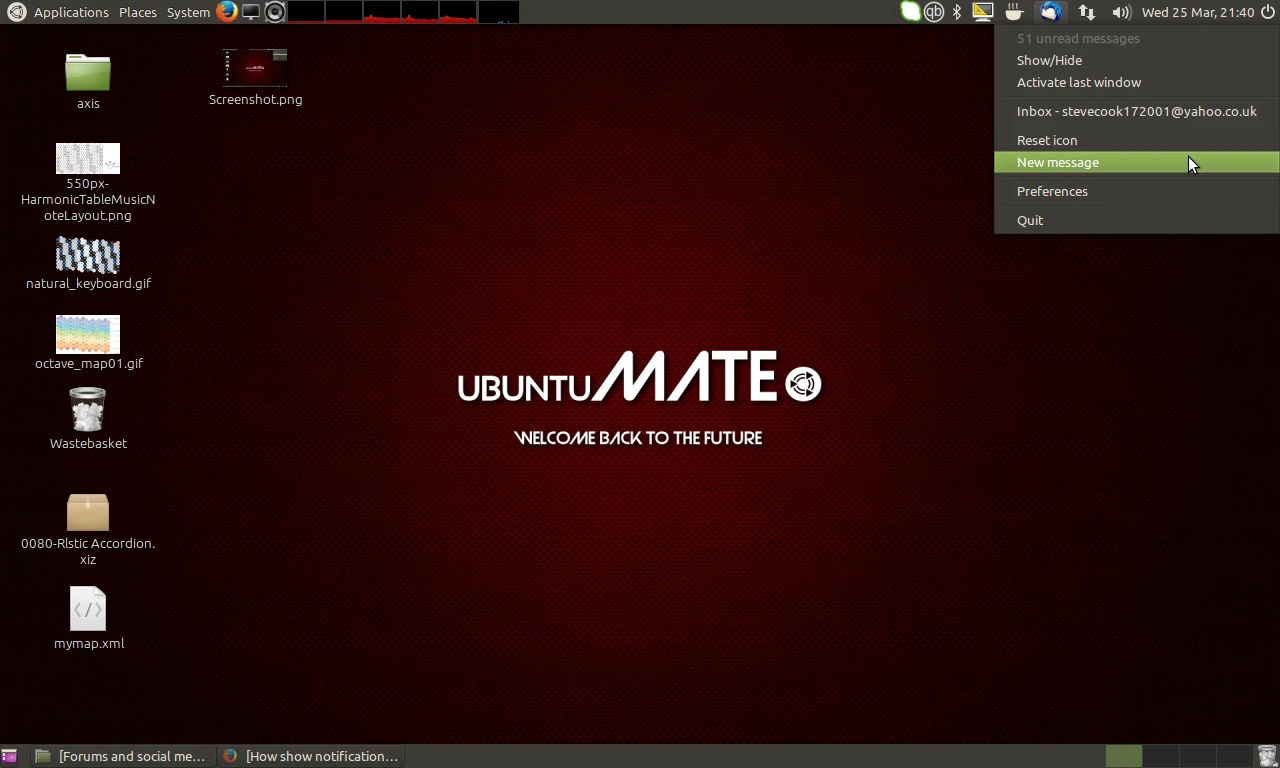 Applications Places System
Wed 25 Mar, 21:40
51 unread messages
Show/Hide
Activate last window
Inbox - stevecook172001@yahoo.co.uk
Reset icon
New message
Preferences
Quit
axis
Screenshot.png
550px-
HarmonicTableMusicN
oteLayout.png
natural_keyboard.gif
octave_map01.gif
Wastebasket
0080-Rlstic Accordion.
xiz
mymap.xml
UBUNTU MATE
WELCOME BACK TO THE FUTURE
[Forums and social me... [How show notification...